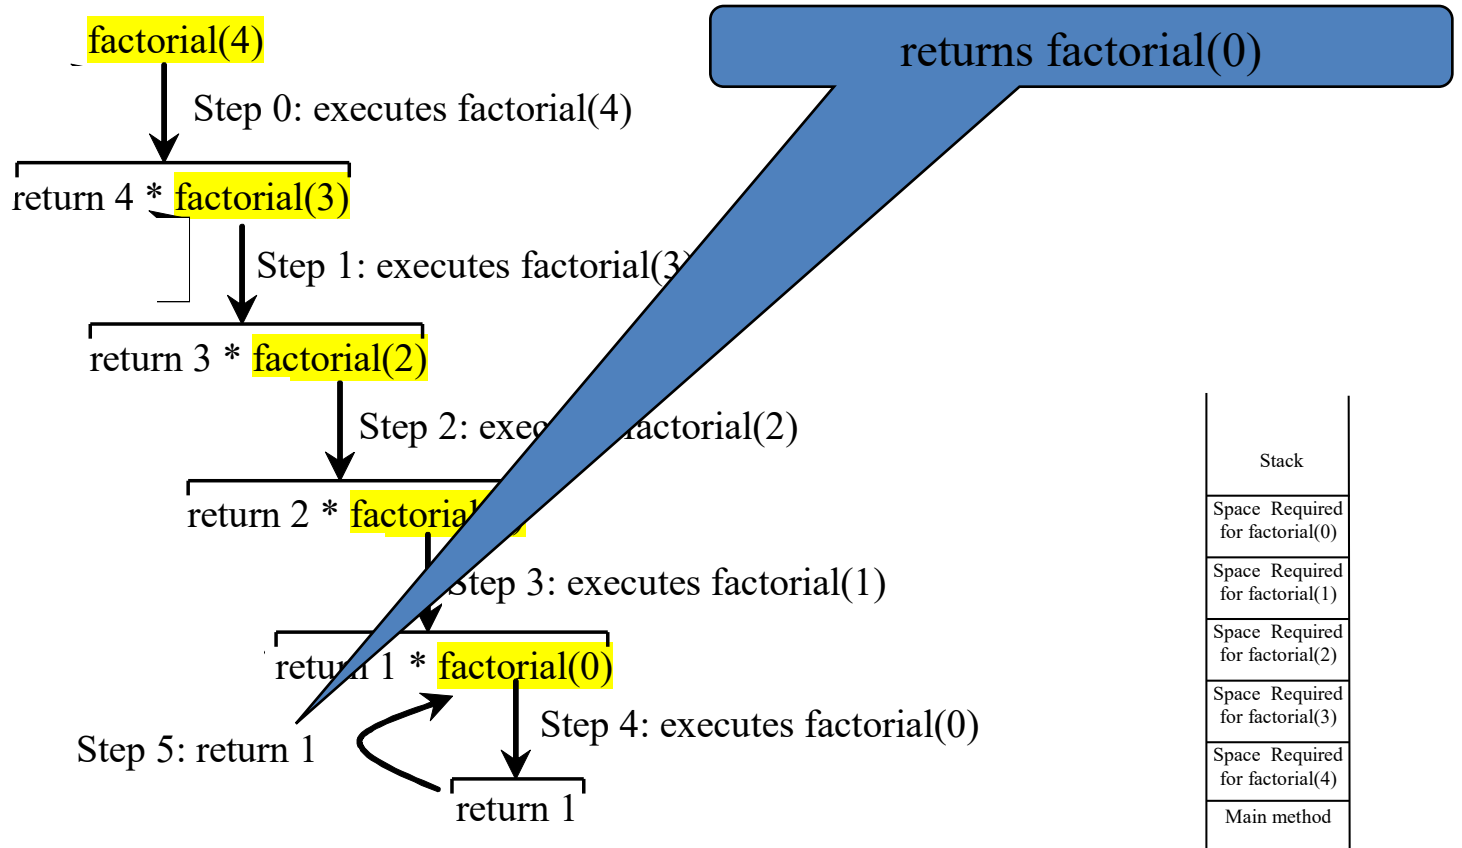 factorial(4)
returns factorial(0)
Step 0: executes factorial(4)
return 4 * factorial(3)
Step 1: executes factorial(3)
return 3 * factorial(2)
Step 2: factorial(2)
return 2 *
Step 3: executes factorial(1)
return 1 * factorial(0)
Step 4: executes factorial(0)
Step 5: return 1
return 1
Stack
Space Required
for factorial(0)
Space Required
for factorial(1)
Space Required
for factorial(2)
Space Required
for factorial(3)
Space Required
for factorial(4)
Main method